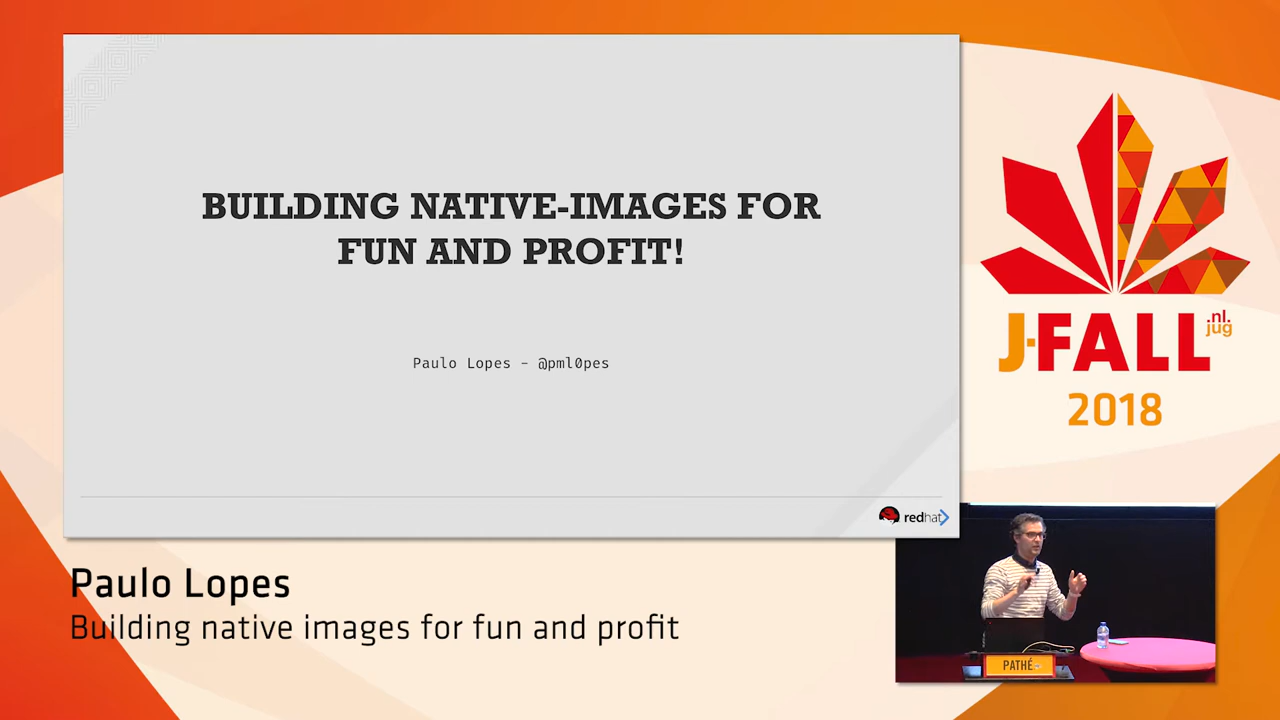 BUILDING NATIVE-IMAGES FOR
FUN AND PROFIT!
Paulo Lopes - @pml0pes
redhat
J-FALL
nl.
jug
2018
Paulo Lopes
Building native images for fun and profit
PATHÉ